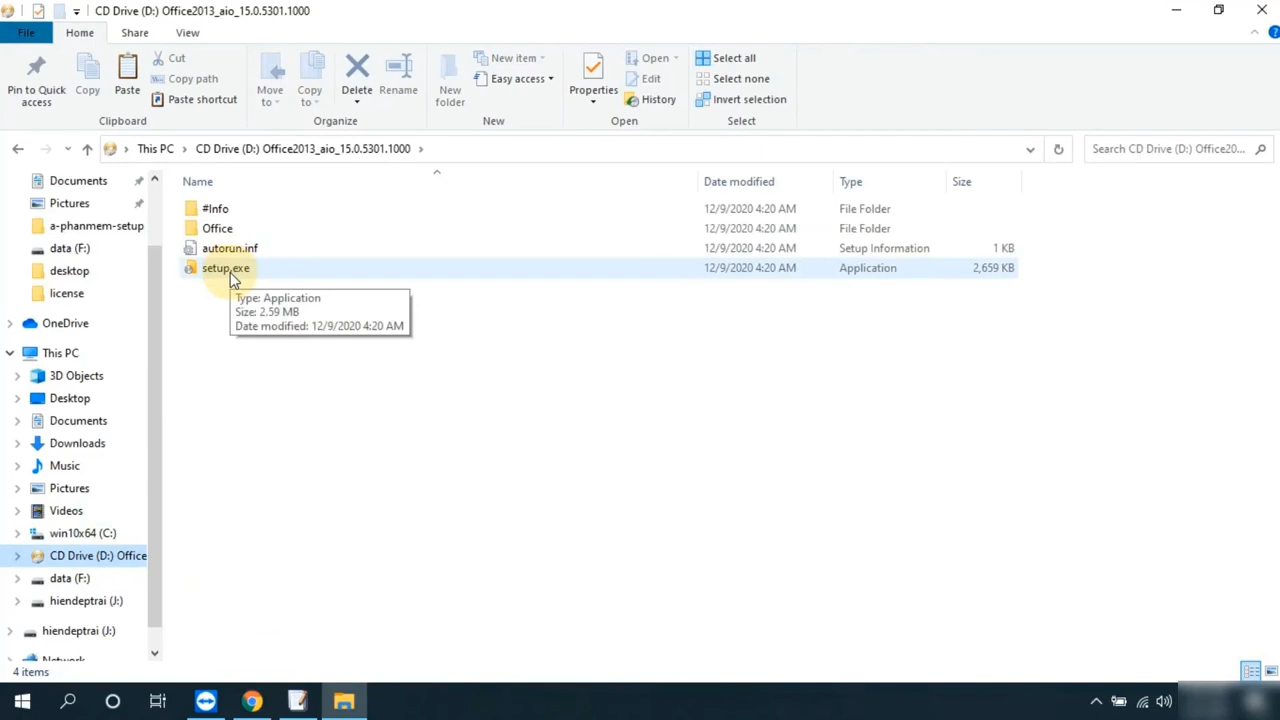 CD Drive (D:) Office2013_aio_15.0.5301.1000
File Home Share View
Pin to Quick access
Copy
Paste
Cut
Copy path
Paste shortcut
Clipboard
Move to
Copy to
Delete
Rename
Organize
New folder
New item
Easy access
New
Properties
Open
Edit
History
Open
Select all
Select none
Invert selection
Select
This PC > CD Drive (D:) Office2013_aio_15.0.5301.1000 >
Search CD Drive (D:) Office20...
Documents
Pictures
a-phanmem-setup
data (F:)
desktop
license
OneDrive
This PC
3D Objects
Desktop
Documents
Downloads
Music
Pictures
Videos
win10x64 (C:)
CD Drive (D:) Office
data (F:)
hiendeptrai (J:)
hiendeptrai (J:)
Network
Name Date modified Type Size
#Info 12/9/2020 4:20 AM File Folder
Office 12/9/2020 4:20 AM File Folder
autorun.inf 12/9/2020 4:20 AM Setup Information 1 KB
setup.exe 12/9/2020 4:20 AM Application 2,659 KB
Type: Application
Size: 2.59 MB
Date modified: 12/9/2020 4:20 AM
4 items